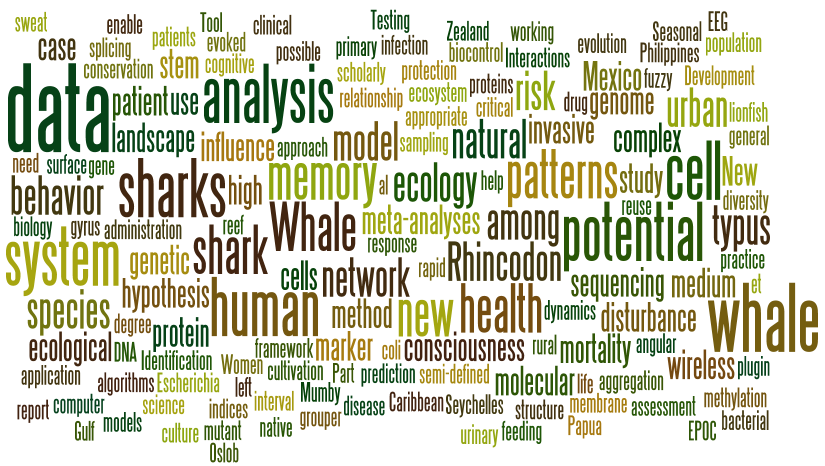 sweat enable Tool clinical Testing Zealand working Seasonal EEG
case splicing patients evoked possible primary infection biocontrol Interactions evolution Philippines population
conservation stem cognitive scholarly protection proteins Mexico fuzzy Development
data patient use analysis relationship ecosystem critical risk drug genome urban lionfish
landscape influence approach model appropriate sampling natural invasive complex general
need surface gene high memory al ecology help patterns study cell New
behavior sharks reuse diversity
biology gyrus administration reef Whale meta-analyses among potential typus
system genetic shark response Rhincodon practice
cells network rapid sequencing medium et
species hypothesis human method new health dynamics disturbance whale
degree protein
ecological DNA Identification framework marker coli consciousness rural mortality angular
application Women cultivation Part prediction semi-defined molecular life aggregation wireless plugin
algorithms Escherichia left interval Mumby membrane methylation
report computer science indices disease Caribbean Seychelles structure assessment
models grouper bacterial
Gulf culture mutant native urinary feeding Papua EPOC
Oslob